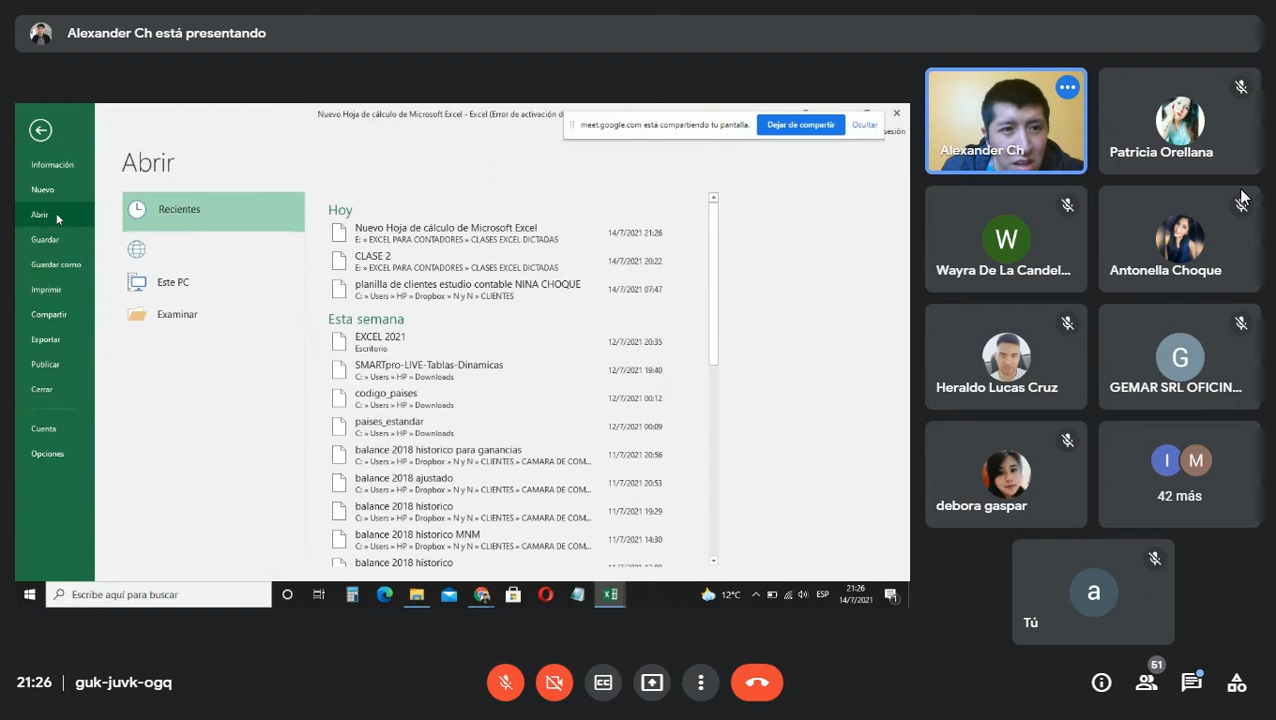 Alexander Ch está presentando
Nuevo Hoja de cálculo de Microsoft Excel - Excel (Error de activación d
meet.google.com está compartiendo tu pantalla.
Dejar de compartir
Ocultar
sesión
Información
Nuevo
Abrir
Guardar
Guardar como
Imprimir
Compartir
Exportar
Publicar
Cerrar
Cuenta
Opciones
Abrir
Recientes
Este PC
Examinar
Hoy
Nuevo Hoja de cálculo de Microsoft Excel 14/7/2021 21:26
E: » EXCEL PARA CONTADORES » CLASES EXCEL DICTADAS
CLASE 2 14/7/2021 20:22
E: » EXCEL PARA CONTADORES » CLASES EXCEL DICTADAS
planilla de clientes estudio contable NINA CHOQUE 14/7/2021 07:47
C: » Users » HP » Dropbox » N y N » CLIENTES
Esta semana
EXCEL 2021 12/7/2021 20:35
Escritorio
SMARTpro-LIVE-Tablas-Dinamicas 12/7/2021 19:40
C: » Users » HP » Downloads
codigo_paises 12/7/2021 00:12
C: » Users » HP » Downloads
paises_estandar 12/7/2021 00:09
C: » Users » HP » Downloads
balance 2018 historico para ganancias 11/7/2021 20:56
C: » Users » HP » Dropbox » N y N » CLIENTES » CAMARA DE COM...
balance 2018 ajustado 11/7/2021 20:53
C: » Users » HP » Dropbox » N y N » CLIENTES » CAMARA DE COM...
balance 2018 historico 11/7/2021 19:29
C: » Users » HP » Dropbox » N y N » CLIENTES » CAMARA DE COM...
balance 2018 historico MNM 11/7/2021 14:30
C: » Users » HP » Dropbox » N y N » CLIENTES » CAMARA DE COM...
balance 2018 historico
Escribe aquí para buscar
12°C
ESP
21:26
14/7/2021
1
Alexander Ch
Patricia Orellana
W
Wayra De La Candel...
Antonella Choque
Heraldo Lucas Cruz
G
GEMAR SRL OFICIN...
debora gaspar
I M
42 más
a
Tú
21:26 | guk-juvk-ogq
CC
51